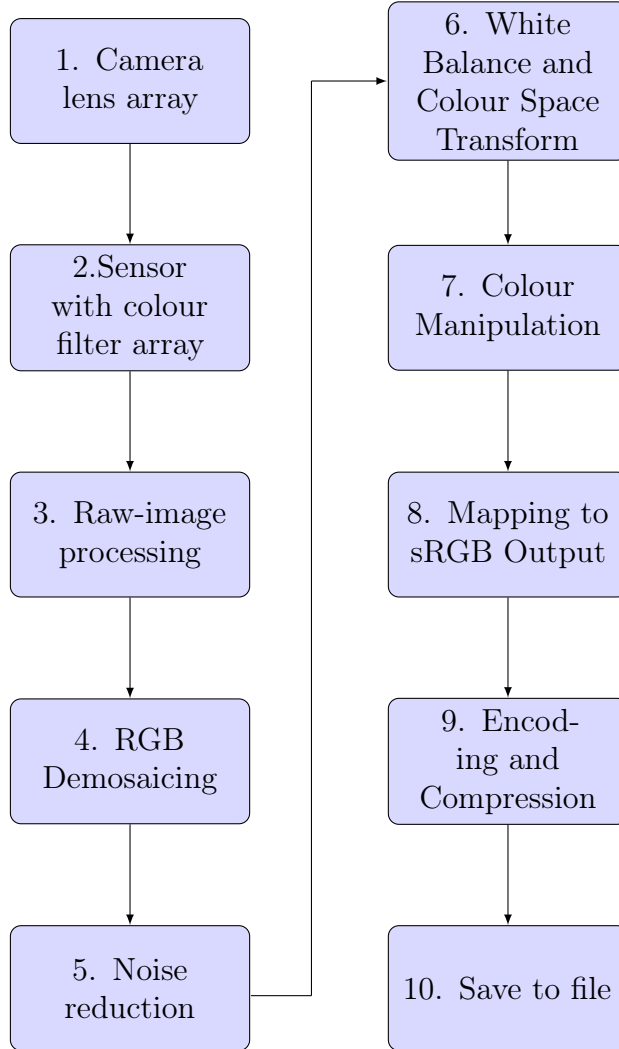 1. Camera
lens array
2.Sensor
with colour
filter array
3. Raw-image
processing
4. RGB
Demosaicing
5. Noise
reduction
6. White
Balance and
Colour Space
Transform
7. Colour
Manipulation
8. Mapping to
sRGB Output
9. Encod-
ing and
Compression
10. Save to file